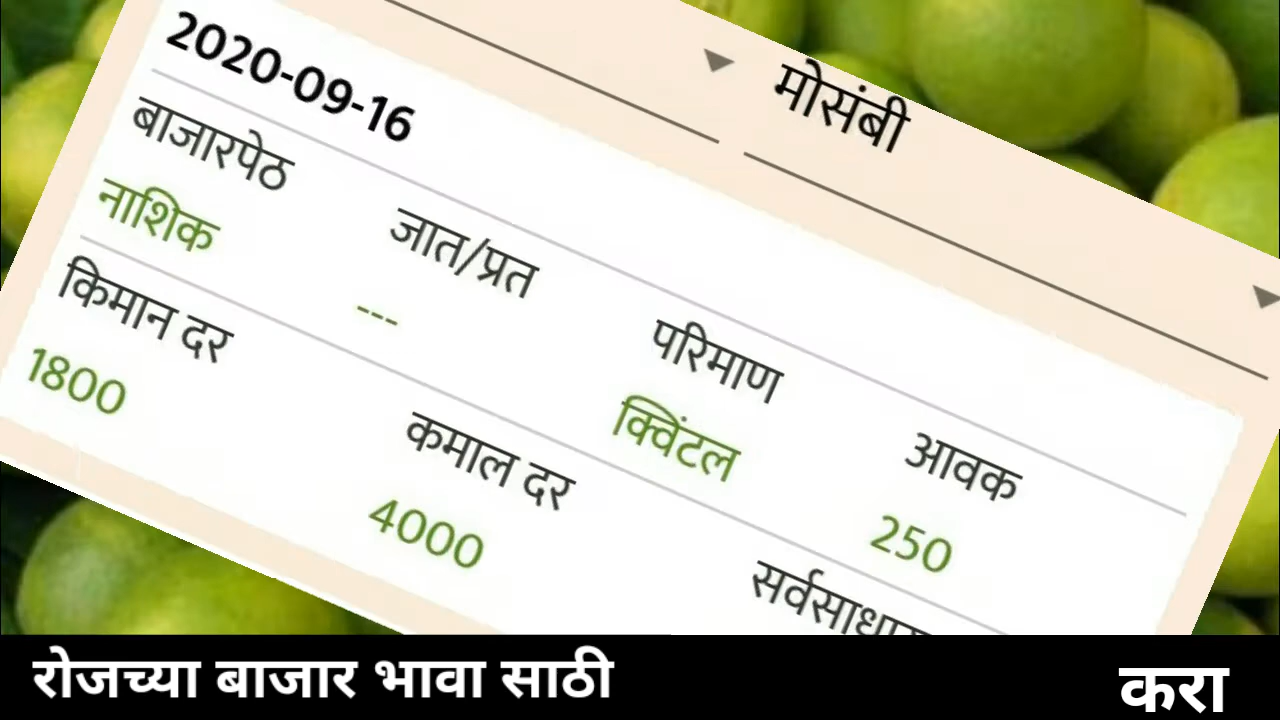 मोसंबी
2020-09-16
बाजारपेठ जात/प्रत परिमाण आवक
नाशिक --- क्विंटल 250
किमान दर कमाल दर
1800 4000
रोजच्या बाजार भावा साठी करा